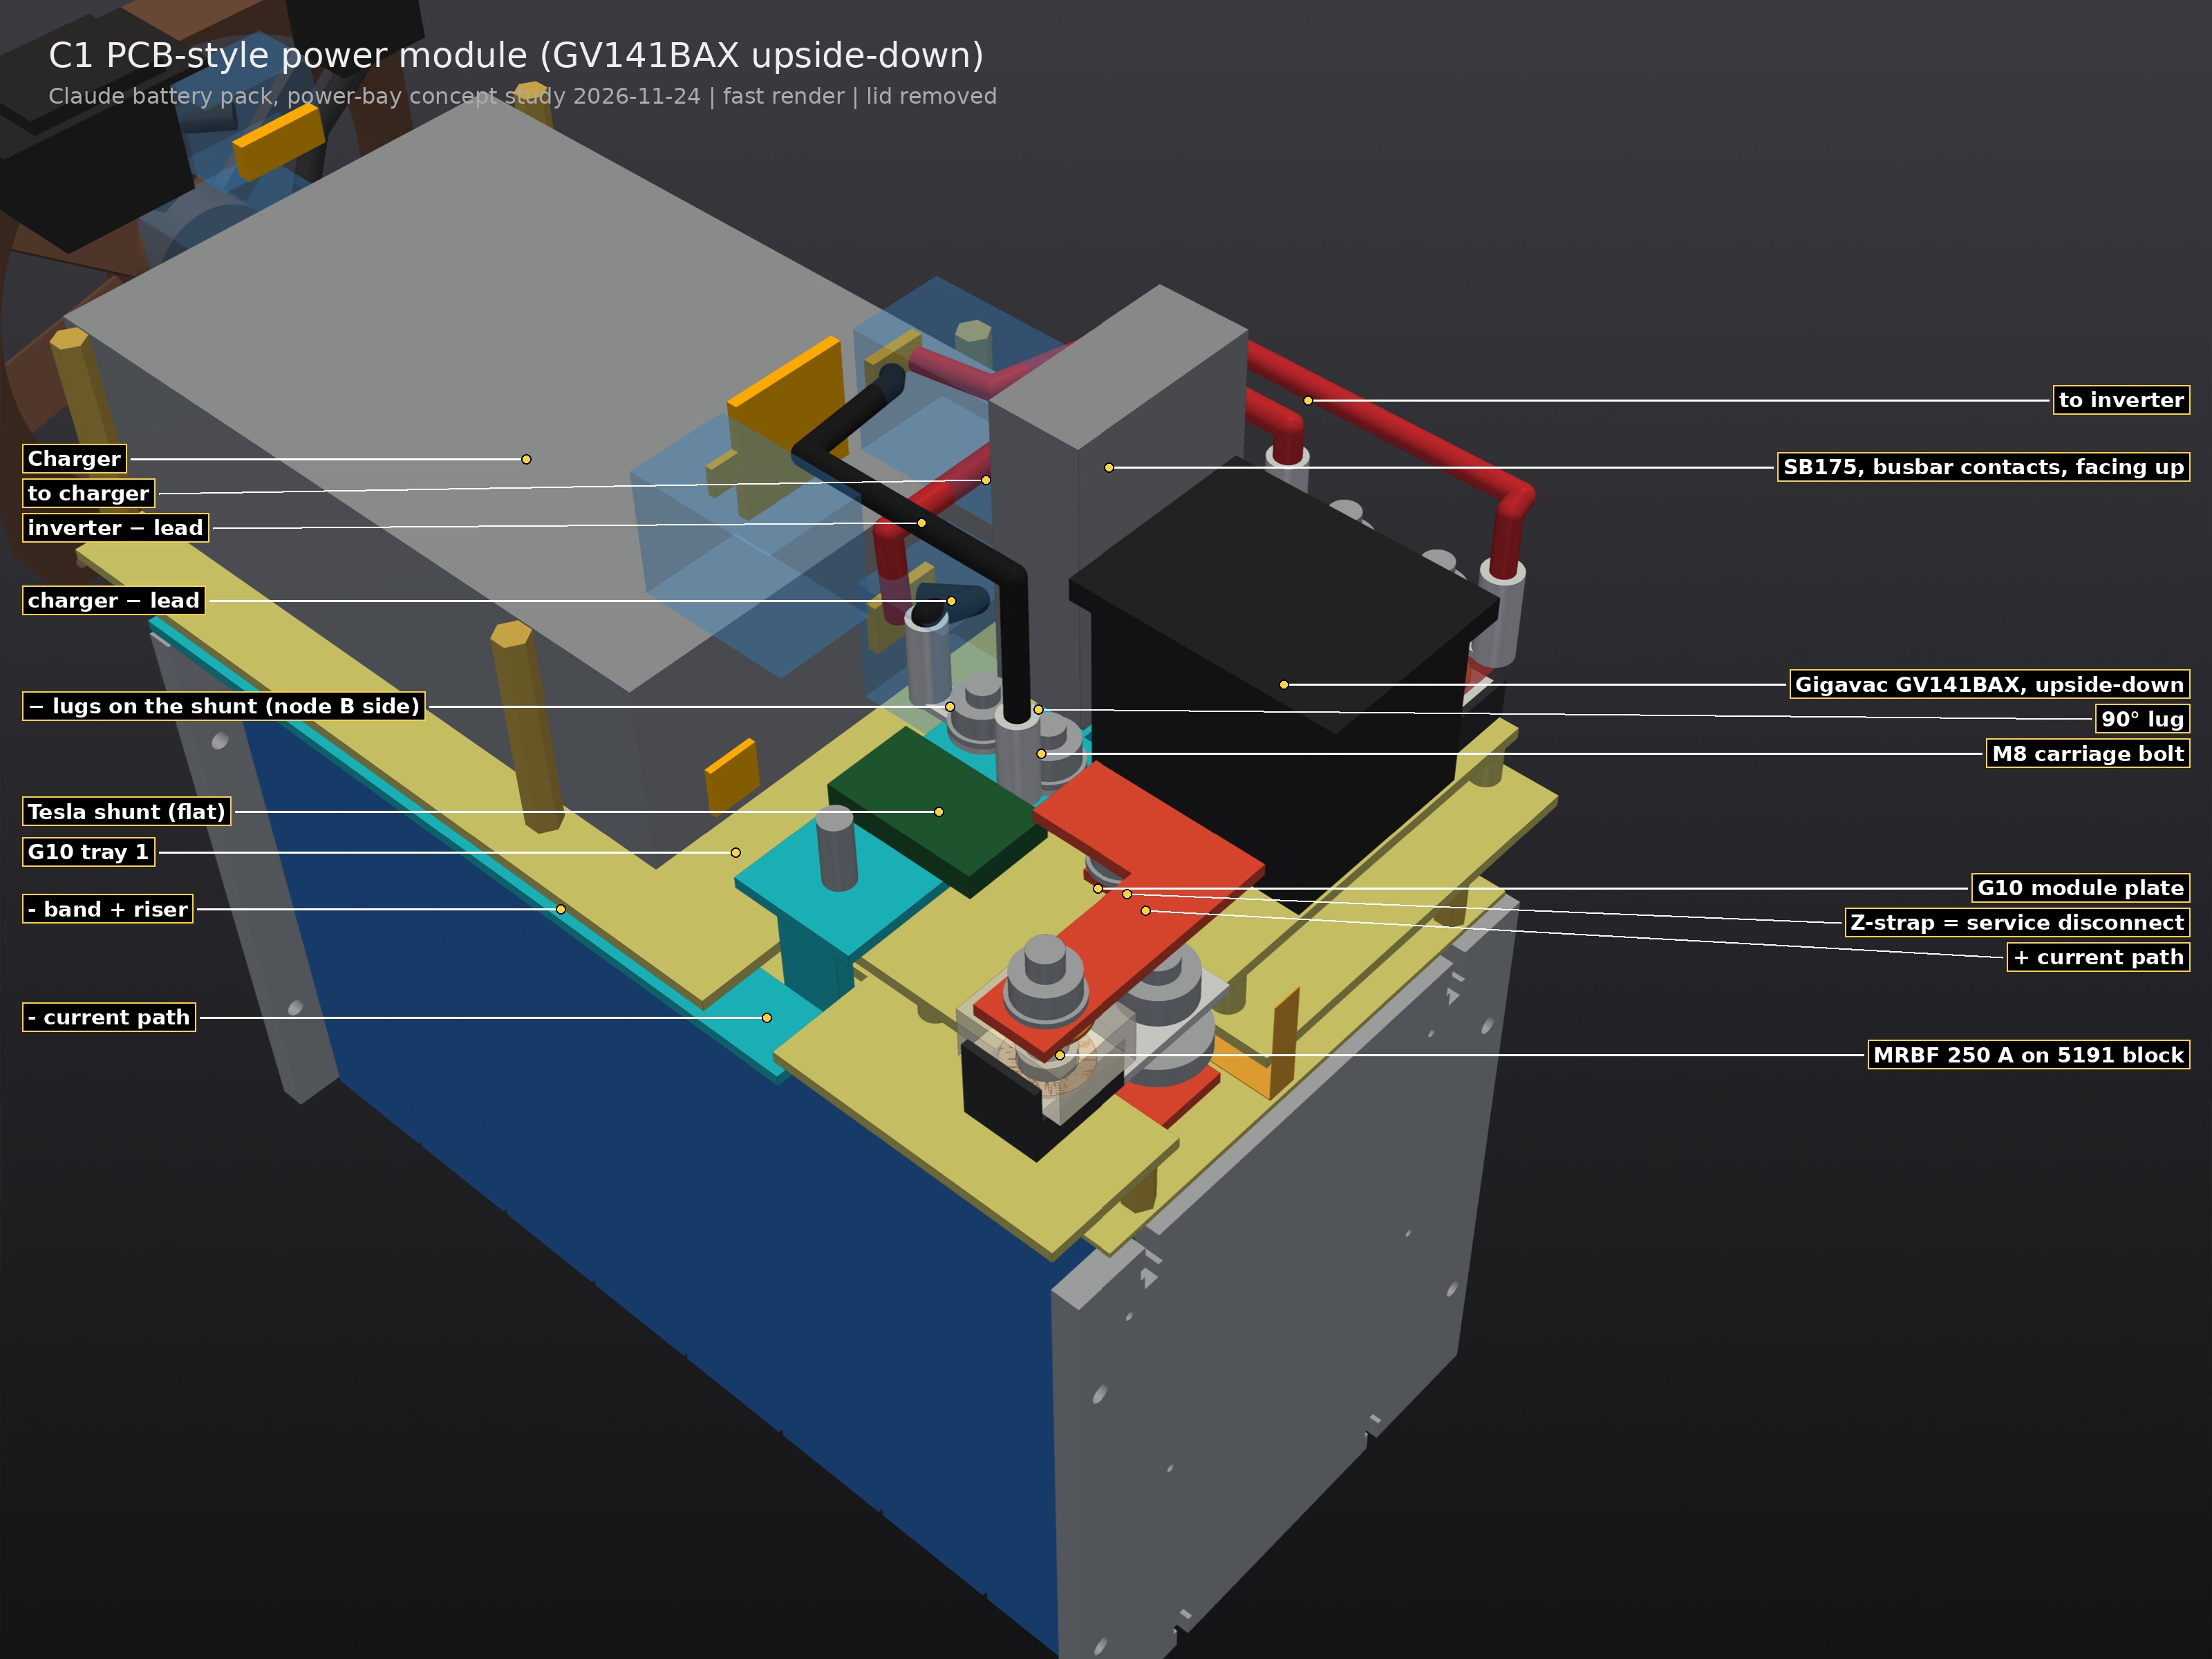 C1 PCB-style power module (GV141BAX upside-down)
Claude battery pack, power-bay concept study 2026-11-24 | fast render | lid removed
Charger
to charger
inverter − lead
charger − lead
− lugs on the shunt (node B side)
Tesla shunt (flat)
G10 tray 1
- band + riser
- current path
to inverter
SB175, busbar contacts, facing up
Gigavac GV141BAX, upside-down
90° lug
M8 carriage bolt
G10 module plate
Z-strap = service disconnect
+ current path
MRBF 250 A on 5191 block